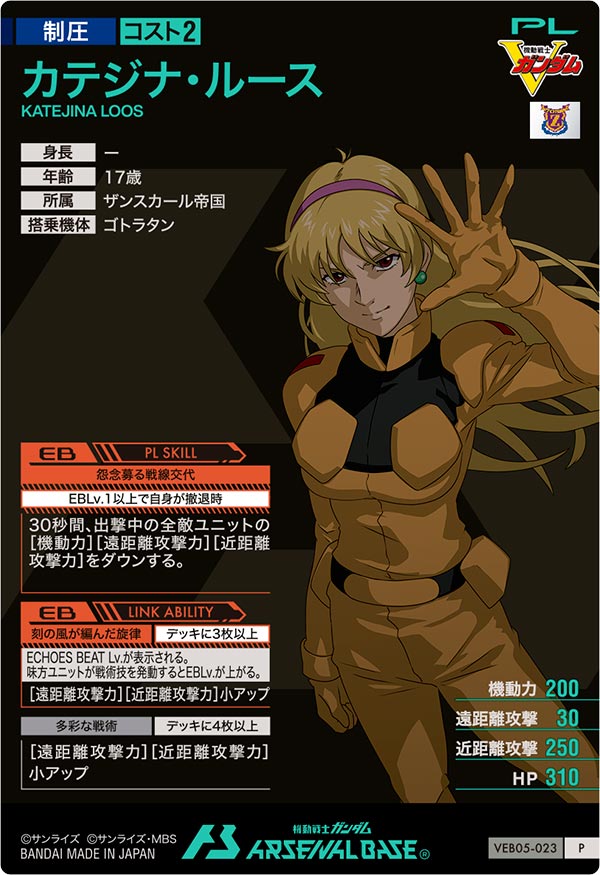 制圧 コスト2 PL
カテジナ・ルース
KATEJINA LOOS
機動戦士
Vガンダム
身長 ー
年齢 17歳
所属 ザンスカール帝国
搭乗機体 ゴトラタン
EB PL SKILL
怨念募る戦線交代
EBLv.1以上で自身が撤退時
30秒間、出撃中の全敵ユニットの
[機動力][遠距離攻撃力][近距離
攻撃力]をダウンする。
EB LINK ABILITY
刻の風が編んだ旋律 デッキに3枚以上
ECHOES BEAT Lv.が表示される。
味方ユニットが戦術技を発動するとEBLv.が上がる。
[遠距離攻撃力][近距離攻撃力]小アップ
多彩な戦術 デッキに4枚以上
[遠距離攻撃力][近距離攻撃力]
小アップ
機動力 200
遠距離攻撃 30
近距離攻撃 250
HP 310
©サンライズ ©サンライズ・MBS
BANDAI MADE IN JAPAN
機動戦士ガンダム
AB ARSENAL BASE®
VEB05-023 P